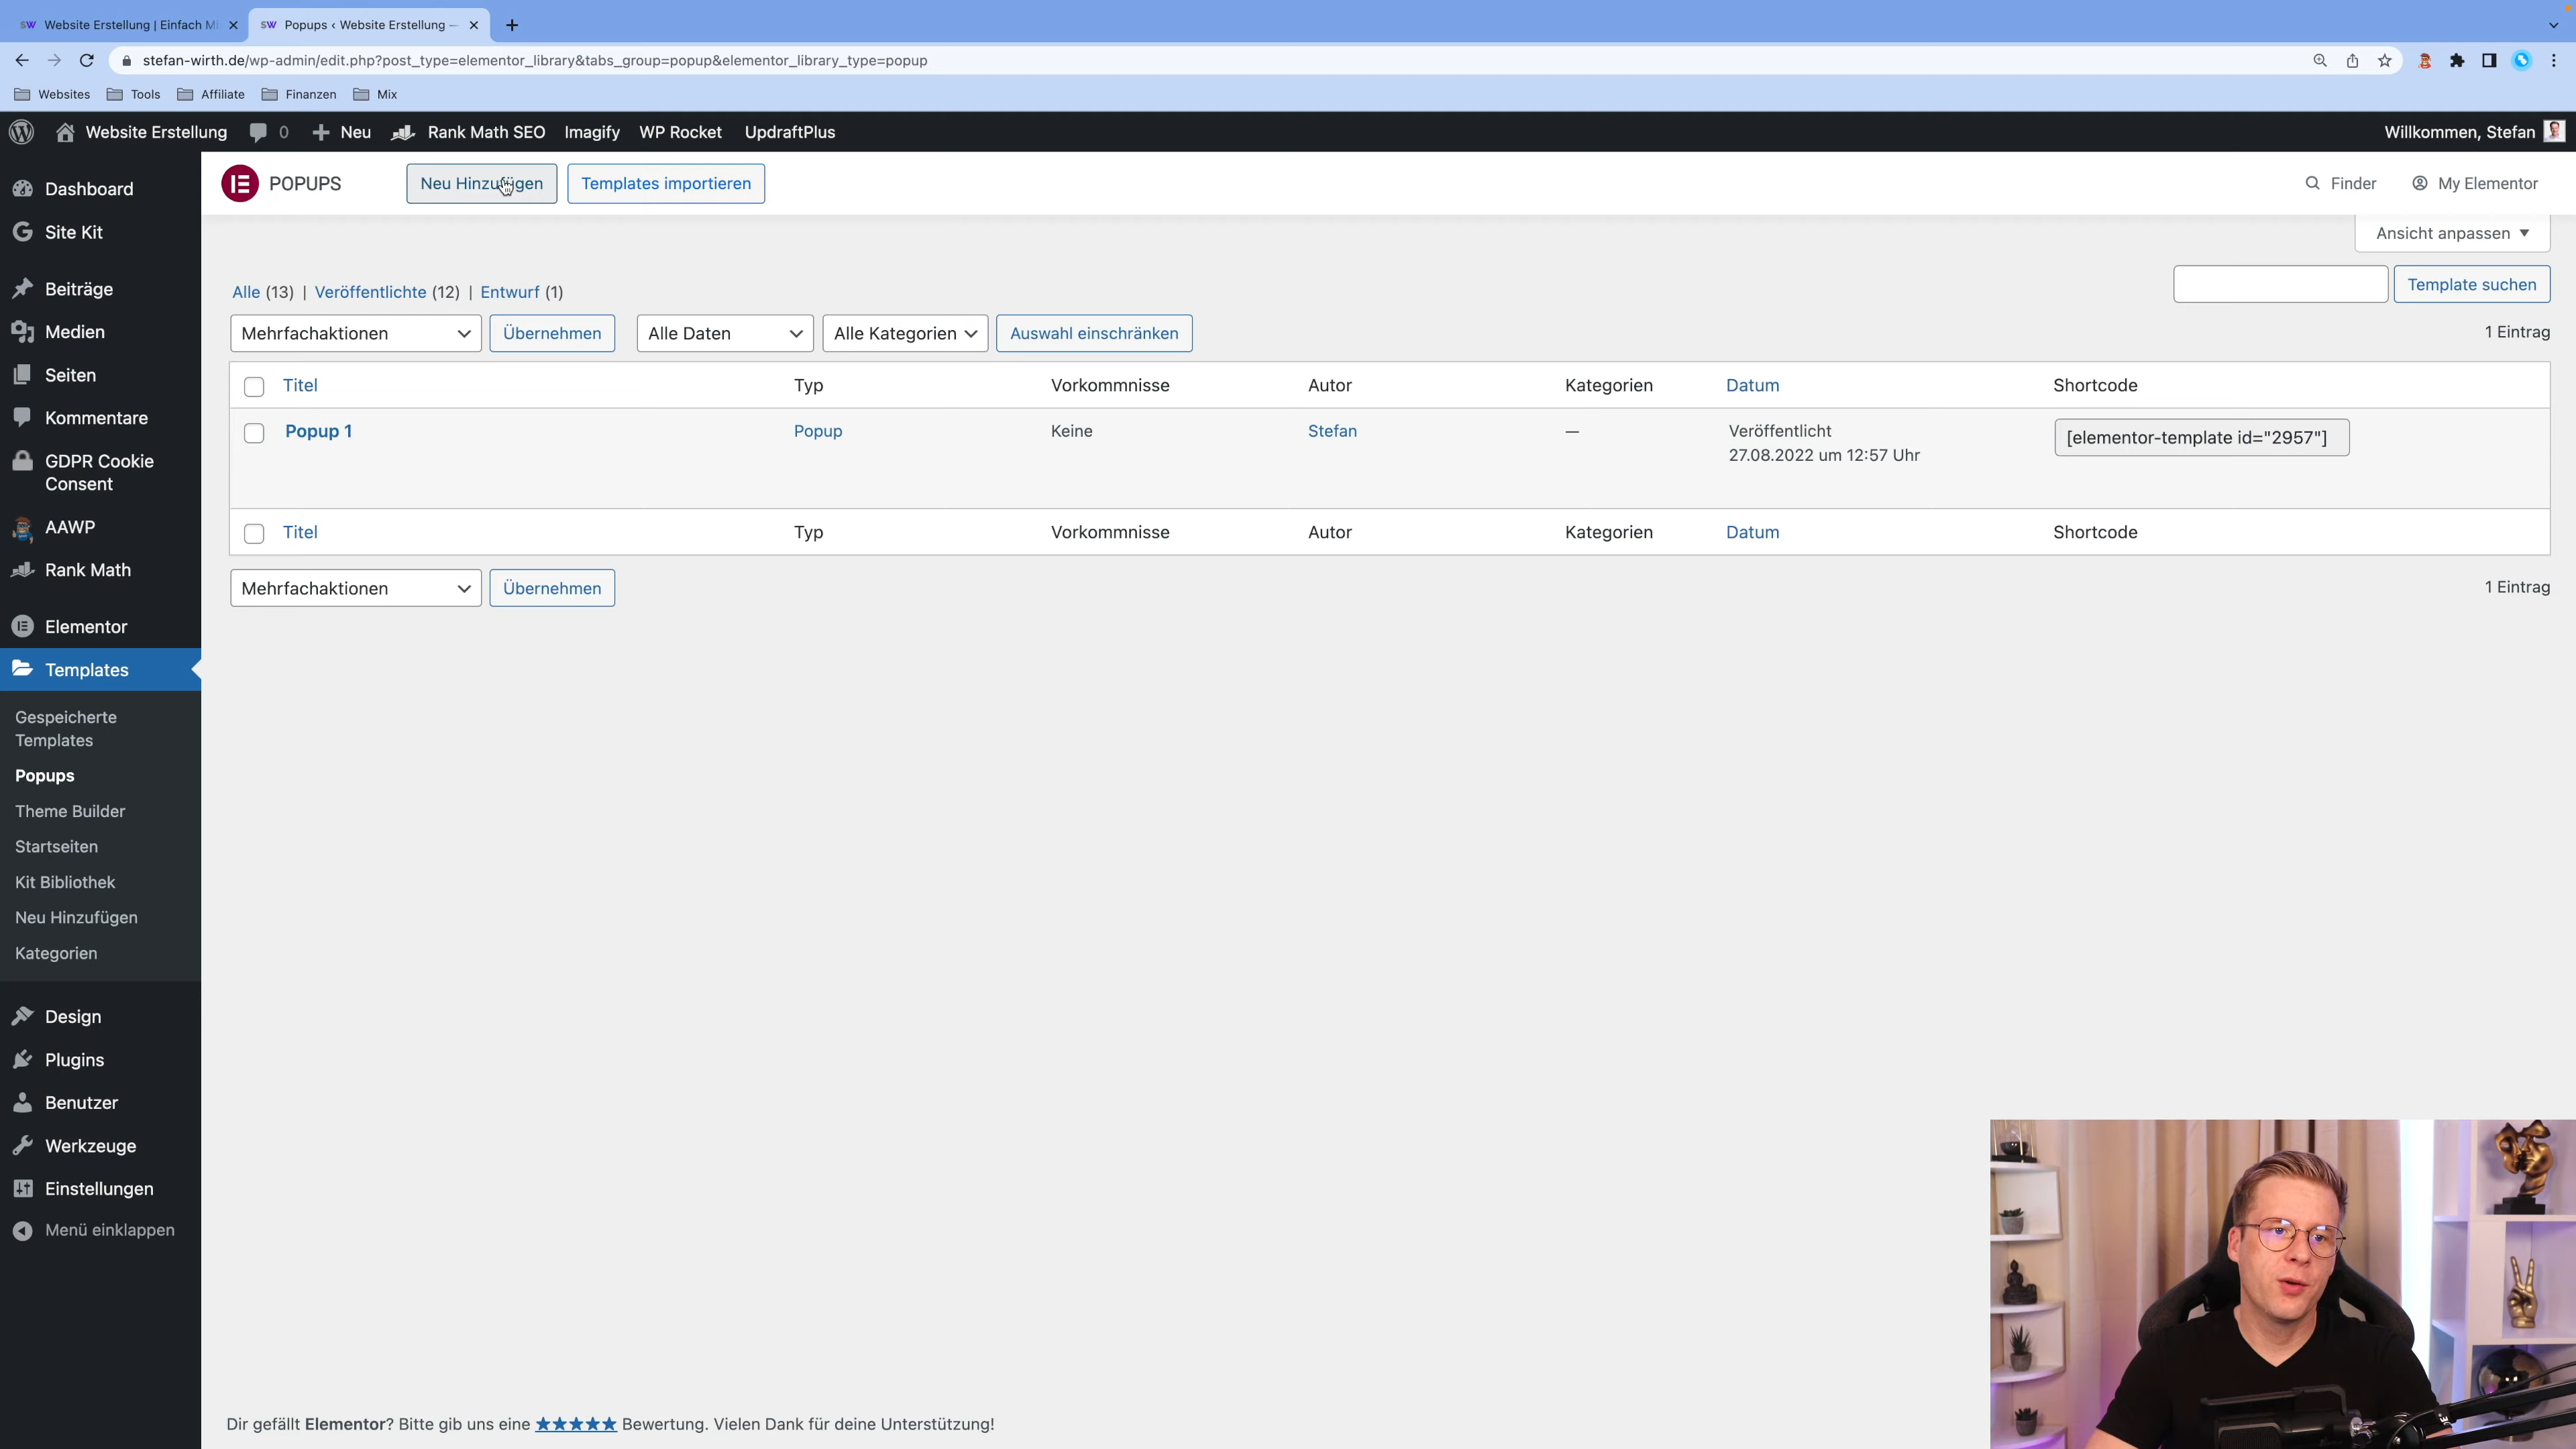 SW Website Erstellung | Einfach Mi
SW Popups ‹ Website Erstellung —
stefan-wirth.de/wp-admin/edit.php?post_type=elementor_library&tabs_group=popup&elementor_library_type=popup
Websites Tools Affiliate Finanzen Mix
Website Erstellung 0 Neu Rank Math SEO Imagify WP Rocket UpdraftPlus Willkommen, Stefan
POPUPS Neu Hinzufügen Templates importieren Finder My Elementor
Ansicht anpassen
Alle (13) | Veröffentlichte (12) | Entwurf (1)
Template suchen
Mehrfachaktionen Übernehmen Alle Daten Alle Kategorien Auswahl einschränken 1 Eintrag
Titel Typ Vorkommnisse Autor Kategorien Datum Shortcode
Popup 1 Popup Keine Stefan — Veröffentlicht [elementor-template id="2957"]
27.08.2022 um 12:57 Uhr
Titel Typ Vorkommnisse Autor Kategorien Datum Shortcode
Mehrfachaktionen Übernehmen 1 Eintrag
Dashboard
Site Kit
Beiträge
Medien
Seiten
Kommentare
GDPR Cookie
Consent
AAWP
Rank Math
Elementor
Templates
Gespeicherte
Templates
Popups
Theme Builder
Startseiten
Kit Bibliothek
Neu Hinzufügen
Kategorien
Design
Plugins
Benutzer
Werkzeuge
Einstellungen
Menü einklappen
Dir gefällt Elementor? Bitte gib uns eine ★★★★★ Bewertung. Vielen Dank für deine Unterstützung!